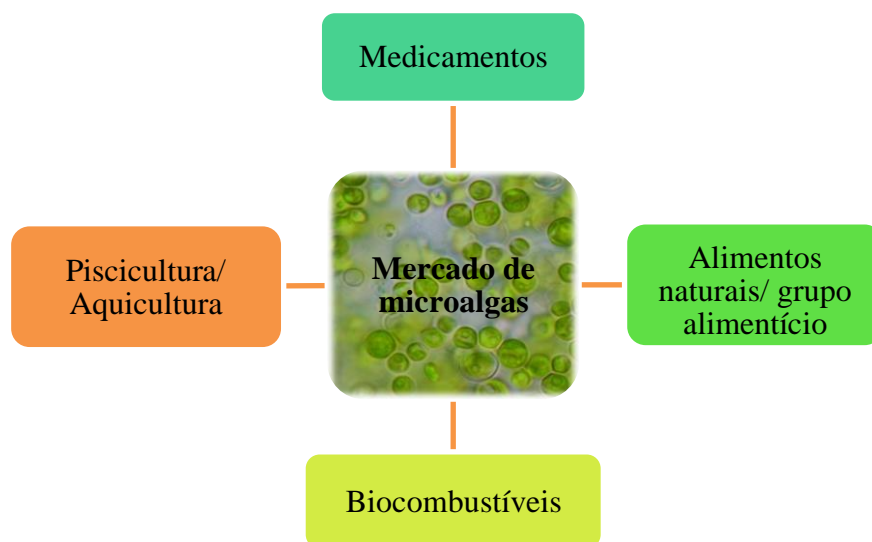 Medicamentos
Piscicultura/
Aquicultura
Mercado de
microalgas
Alimentos
naturais/ grupo
alimentício
Biocombustíveis